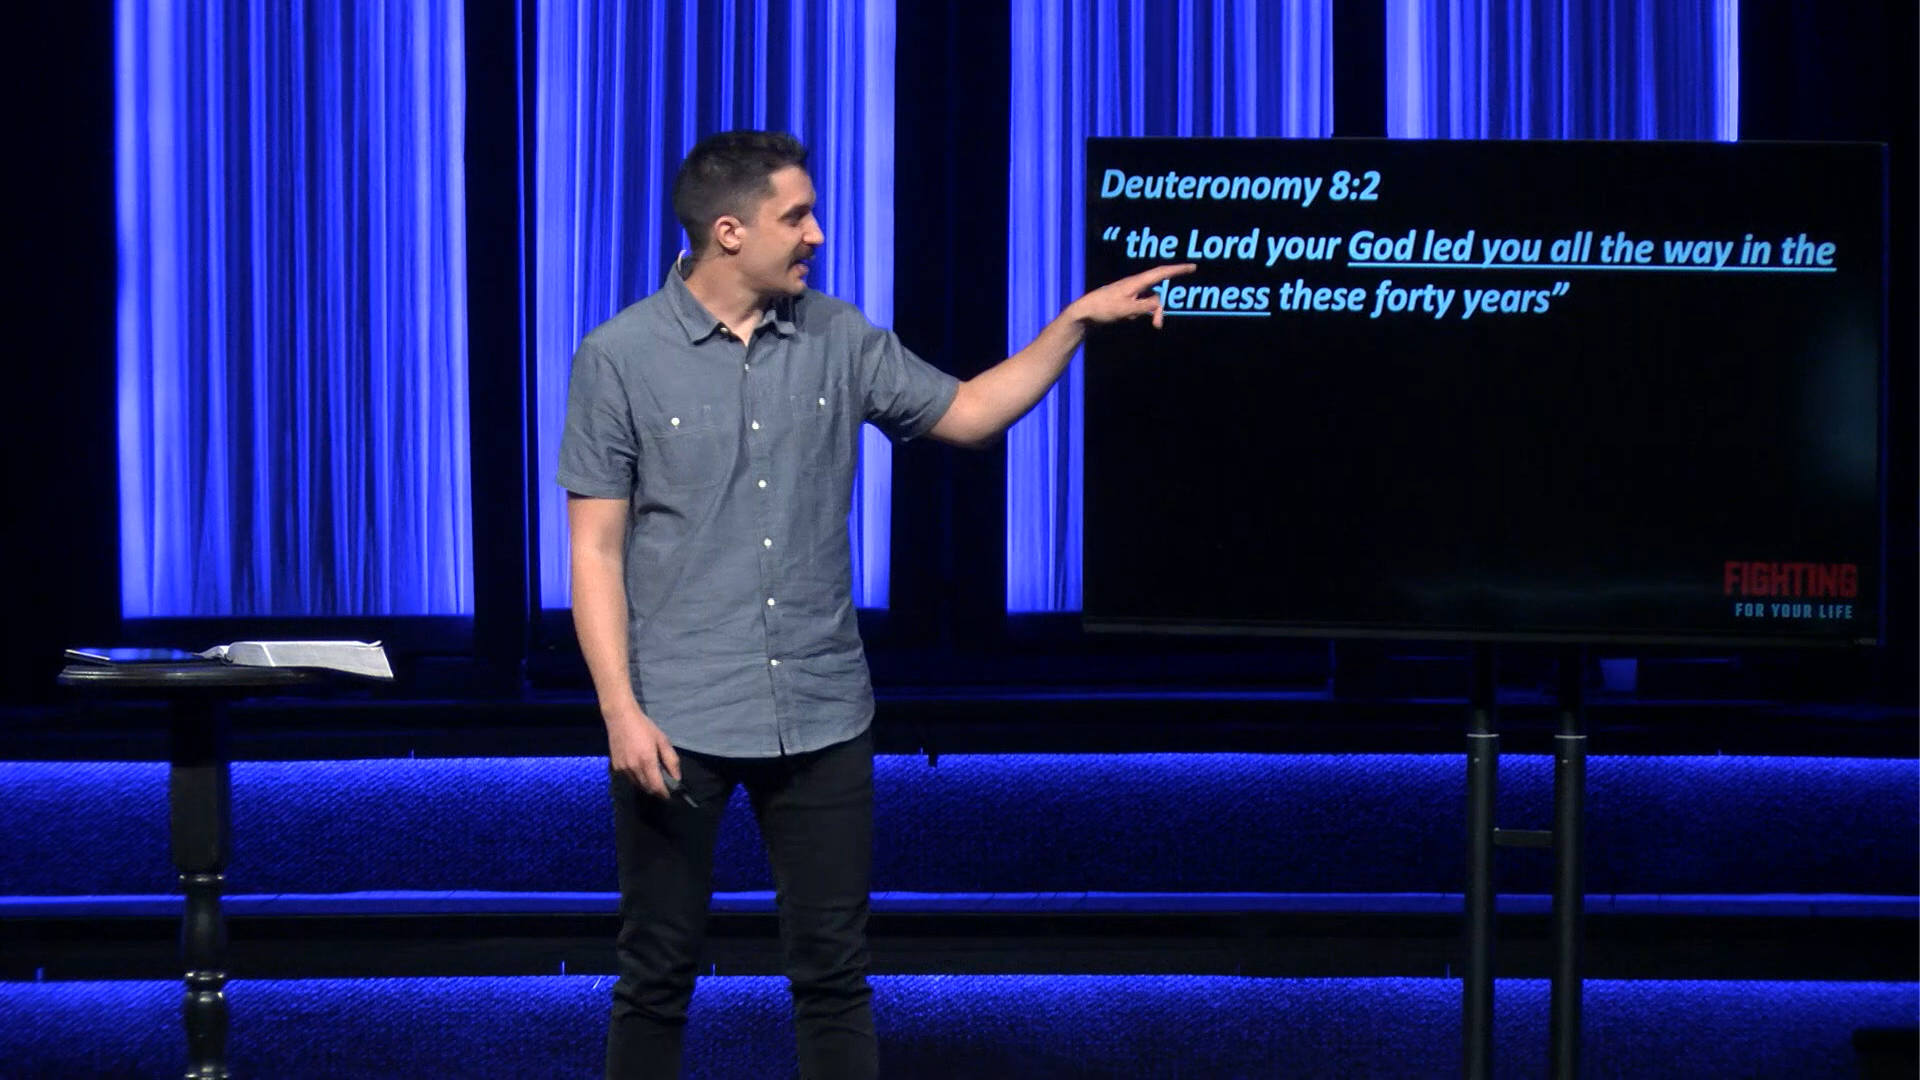 Deuteronomy 8:2
“ the Lord your God led you all the way in the
derness these forty years”
FIGHTING
FOR YOUR LIFE